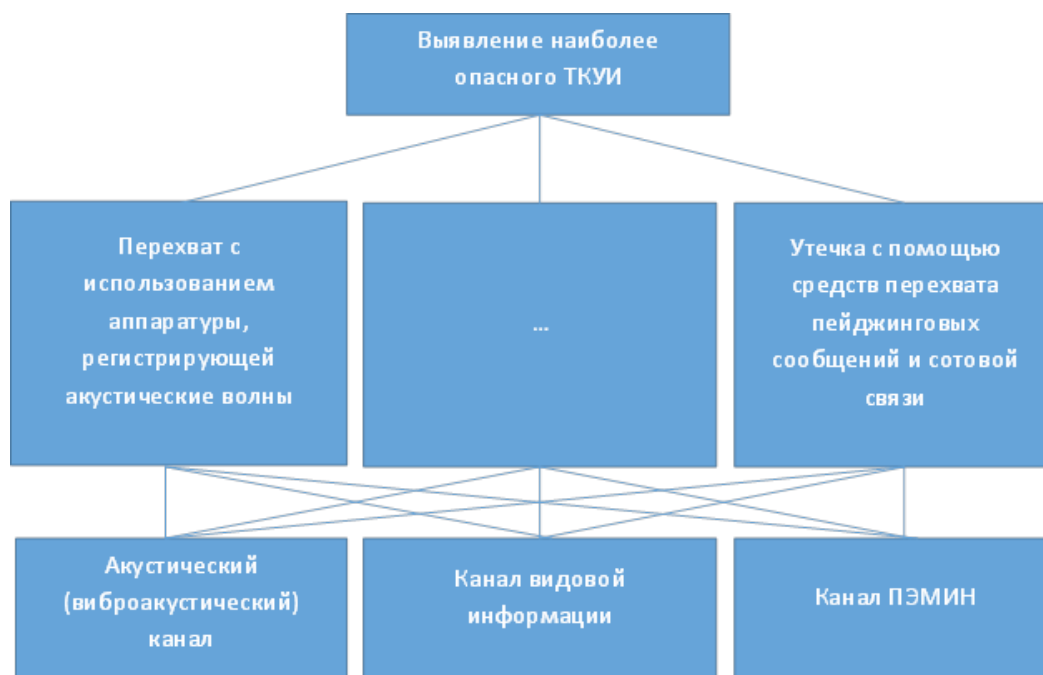 Выявление наиболее
опасного ТКУИ
Перехват с
использованием
аппаратуры,
регистрирующей
акустические волны
...
Утечка с помощью
средств перехвата
пейджинговых
сообщений и сотовой
связи
Акустический
(виброакустический)
канал
Канал видовой
информации
Канал ПЭМИН